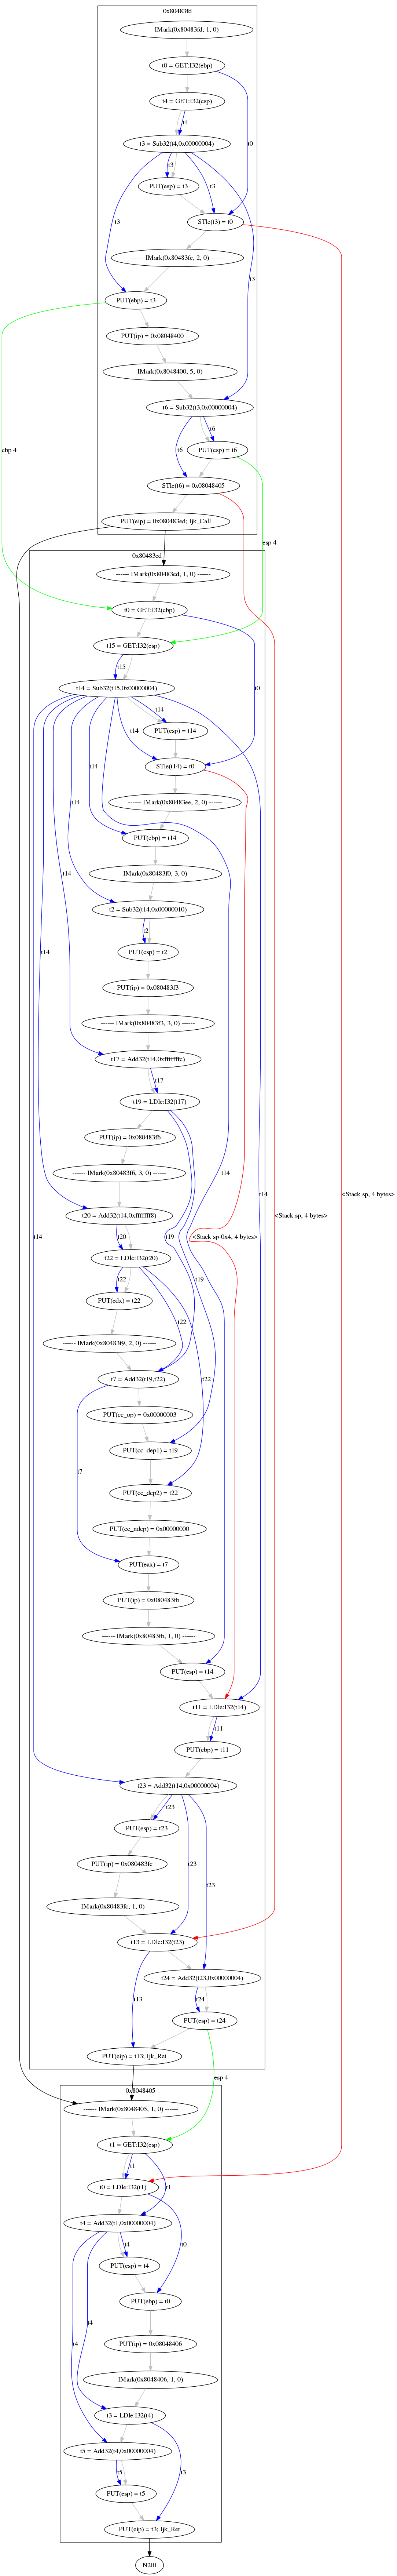 0x80483fd
------ IMark(0x80483fd, 1, 0) ------
t0 = GET:I32(ebp)
t4 = GET:I32(esp)
t4
t0
t3 = Sub32(t4,0x00000004)
t3
PUT(esp) = t3
t3
t3
STle(t3) = t0
------ IMark(0x80483fe, 2, 0) ------
t3
PUT(ebp) = t3
PUT(ip) = 0x08048400
------ IMark(0x8048400, 5, 0) ------
t6 = Sub32(t3,0x00000004)
t6
ebp 4
PUT(esp) = t6
t6
STle(t6) = 0x08048405
PUT(eip) = 0x080483ed; Ijk_Call
esp 4
0x80483ed
------ IMark(0x80483ed, 1, 0) ------
t0 = GET:I32(ebp)
t15 = GET:I32(esp)
t15
t14 = Sub32(t15,0x00000004)
t0
t14
PUT(esp) = t14
t14
STle(t14) = t0
t14
------ IMark(0x80483ee, 2, 0) ------
t14
PUT(ebp) = t14
------ IMark(0x80483f0, 3, 0) ------
t14
t2 = Sub32(t14,0x00000010)
t2
PUT(esp) = t2
t14
PUT(ip) = 0x080483f3
------ IMark(0x80483f3, 3, 0) ------
t17 = Add32(t14,0xfffffffc)
t17
t19 = LDle:I32(t17)
PUT(ip) = 0x080483f6
------ IMark(0x80483f6, 3, 0) ------
t14
t14
<Stack sp, 4 bytes>
t20 = Add32(t14,0xfffffff8)
<Stack sp, 4 bytes>
t20
t14
t19
<Stack sp-0x4, 4 bytes>
t22 = LDle:I32(t20)
t22
t19
PUT(edx) = t22
t22
------ IMark(0x80483f9, 2, 0) ------
t7 = Add32(t19,t22)
t22
PUT(cc_op) = 0x00000003
PUT(cc_dep1) = t19
t7
PUT(cc_dep2) = t22
PUT(cc_ndep) = 0x00000000
PUT(eax) = t7
PUT(ip) = 0x080483fb
------ IMark(0x80483fb, 1, 0) ------
PUT(esp) = t14
t11 = LDle:I32(t14)
t11
PUT(ebp) = t11
t23 = Add32(t14,0x00000004)
t23
PUT(esp) = t23
t23
t23
PUT(ip) = 0x080483fc
------ IMark(0x80483fc, 1, 0) ------
t13 = LDle:I32(t23)
t24 = Add32(t23,0x00000004)
t13
t24
PUT(esp) = t24
PUT(eip) = t13; Ijk_Ret
esp 4
0x8048405
------ IMark(0x8048405, 1, 0) ------
t1 = GET:I32(esp)
t1
t0 = LDle:I32(t1)
t1
t4 = Add32(t1,0x00000004)
t4
t0
PUT(esp) = t4
PUT(ebp) = t0
t4
t4
PUT(ip) = 0x08048406
------ IMark(0x8048406, 1, 0) ------
t3 = LDle:I32(t4)
t5 = Add32(t4,0x00000004)
t5
t3
PUT(esp) = t5
PUT(eip) = t3; Ijk_Ret
N2I0